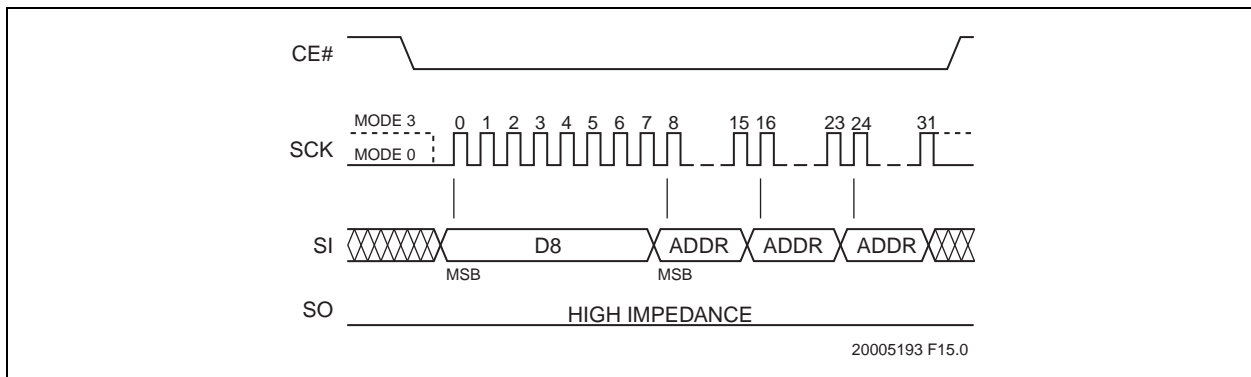 CE#
MODE 3
0 1 2 3 4 5 6 7 8 15 16 23 24 31
SCK
MODE 0
SI
D8 ADDR ADDR ADDR
MSB MSB
SO
HIGH IMPEDANCE
20005193 F15.0